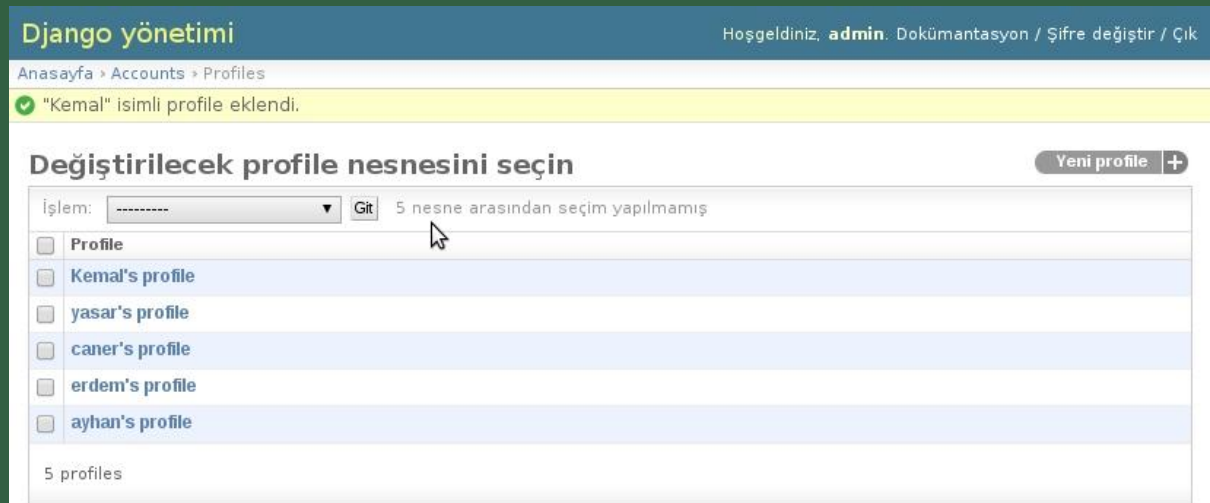 Django yönetimi
Hoşgeldiniz, admin. Dokümantasyon / Şifre değiştir / Çık
Anasayfa › Accounts › Profiles
"Kemal" isimli profile eklendi.
Değiştirilecek profile nesnesini seçin
Yeni profile +
İşlem: --------- Git 5 nesne arasından seçim yapılmamış
Profile
Kemal's profile
yasar's profile
caner's profile
erdem's profile
ayhan's profile
5 profiles